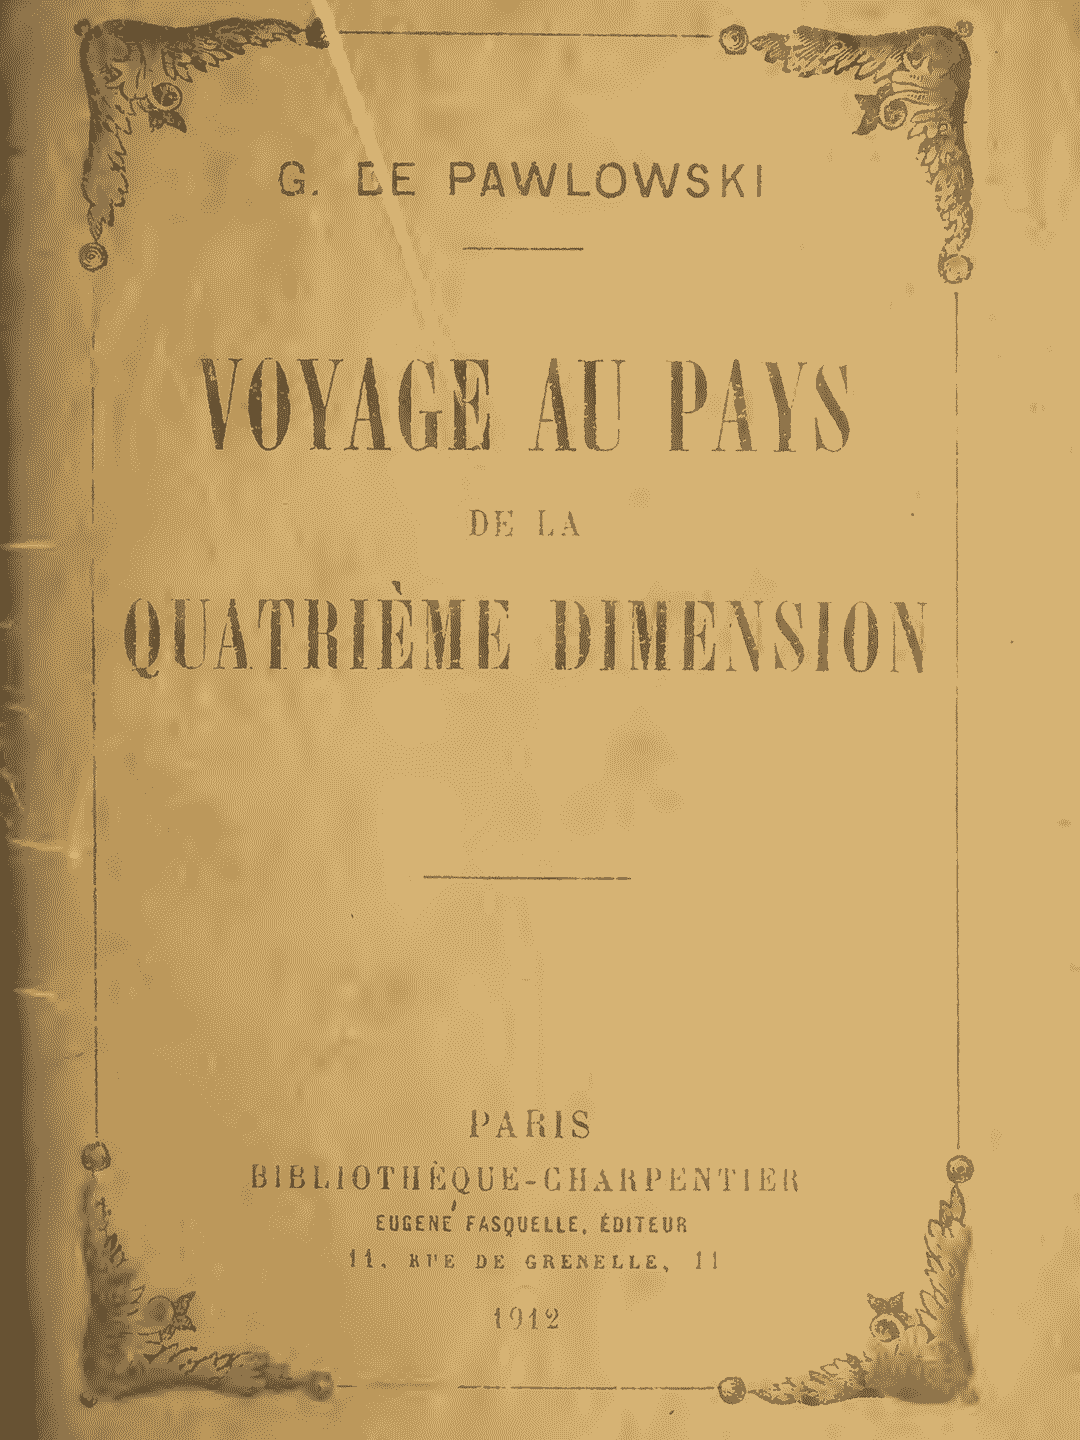 G. DE PAWLOWSKI
VOYAGE AU PAYS
DE LA
QUATRIÈME DIMENSION
PARIS
BIBLIOTHÈQUE-CHARPENTIER
EUGENE FASQUELLE, ÉDITEUR
11, RUE DE GRENELLE, 11
1912